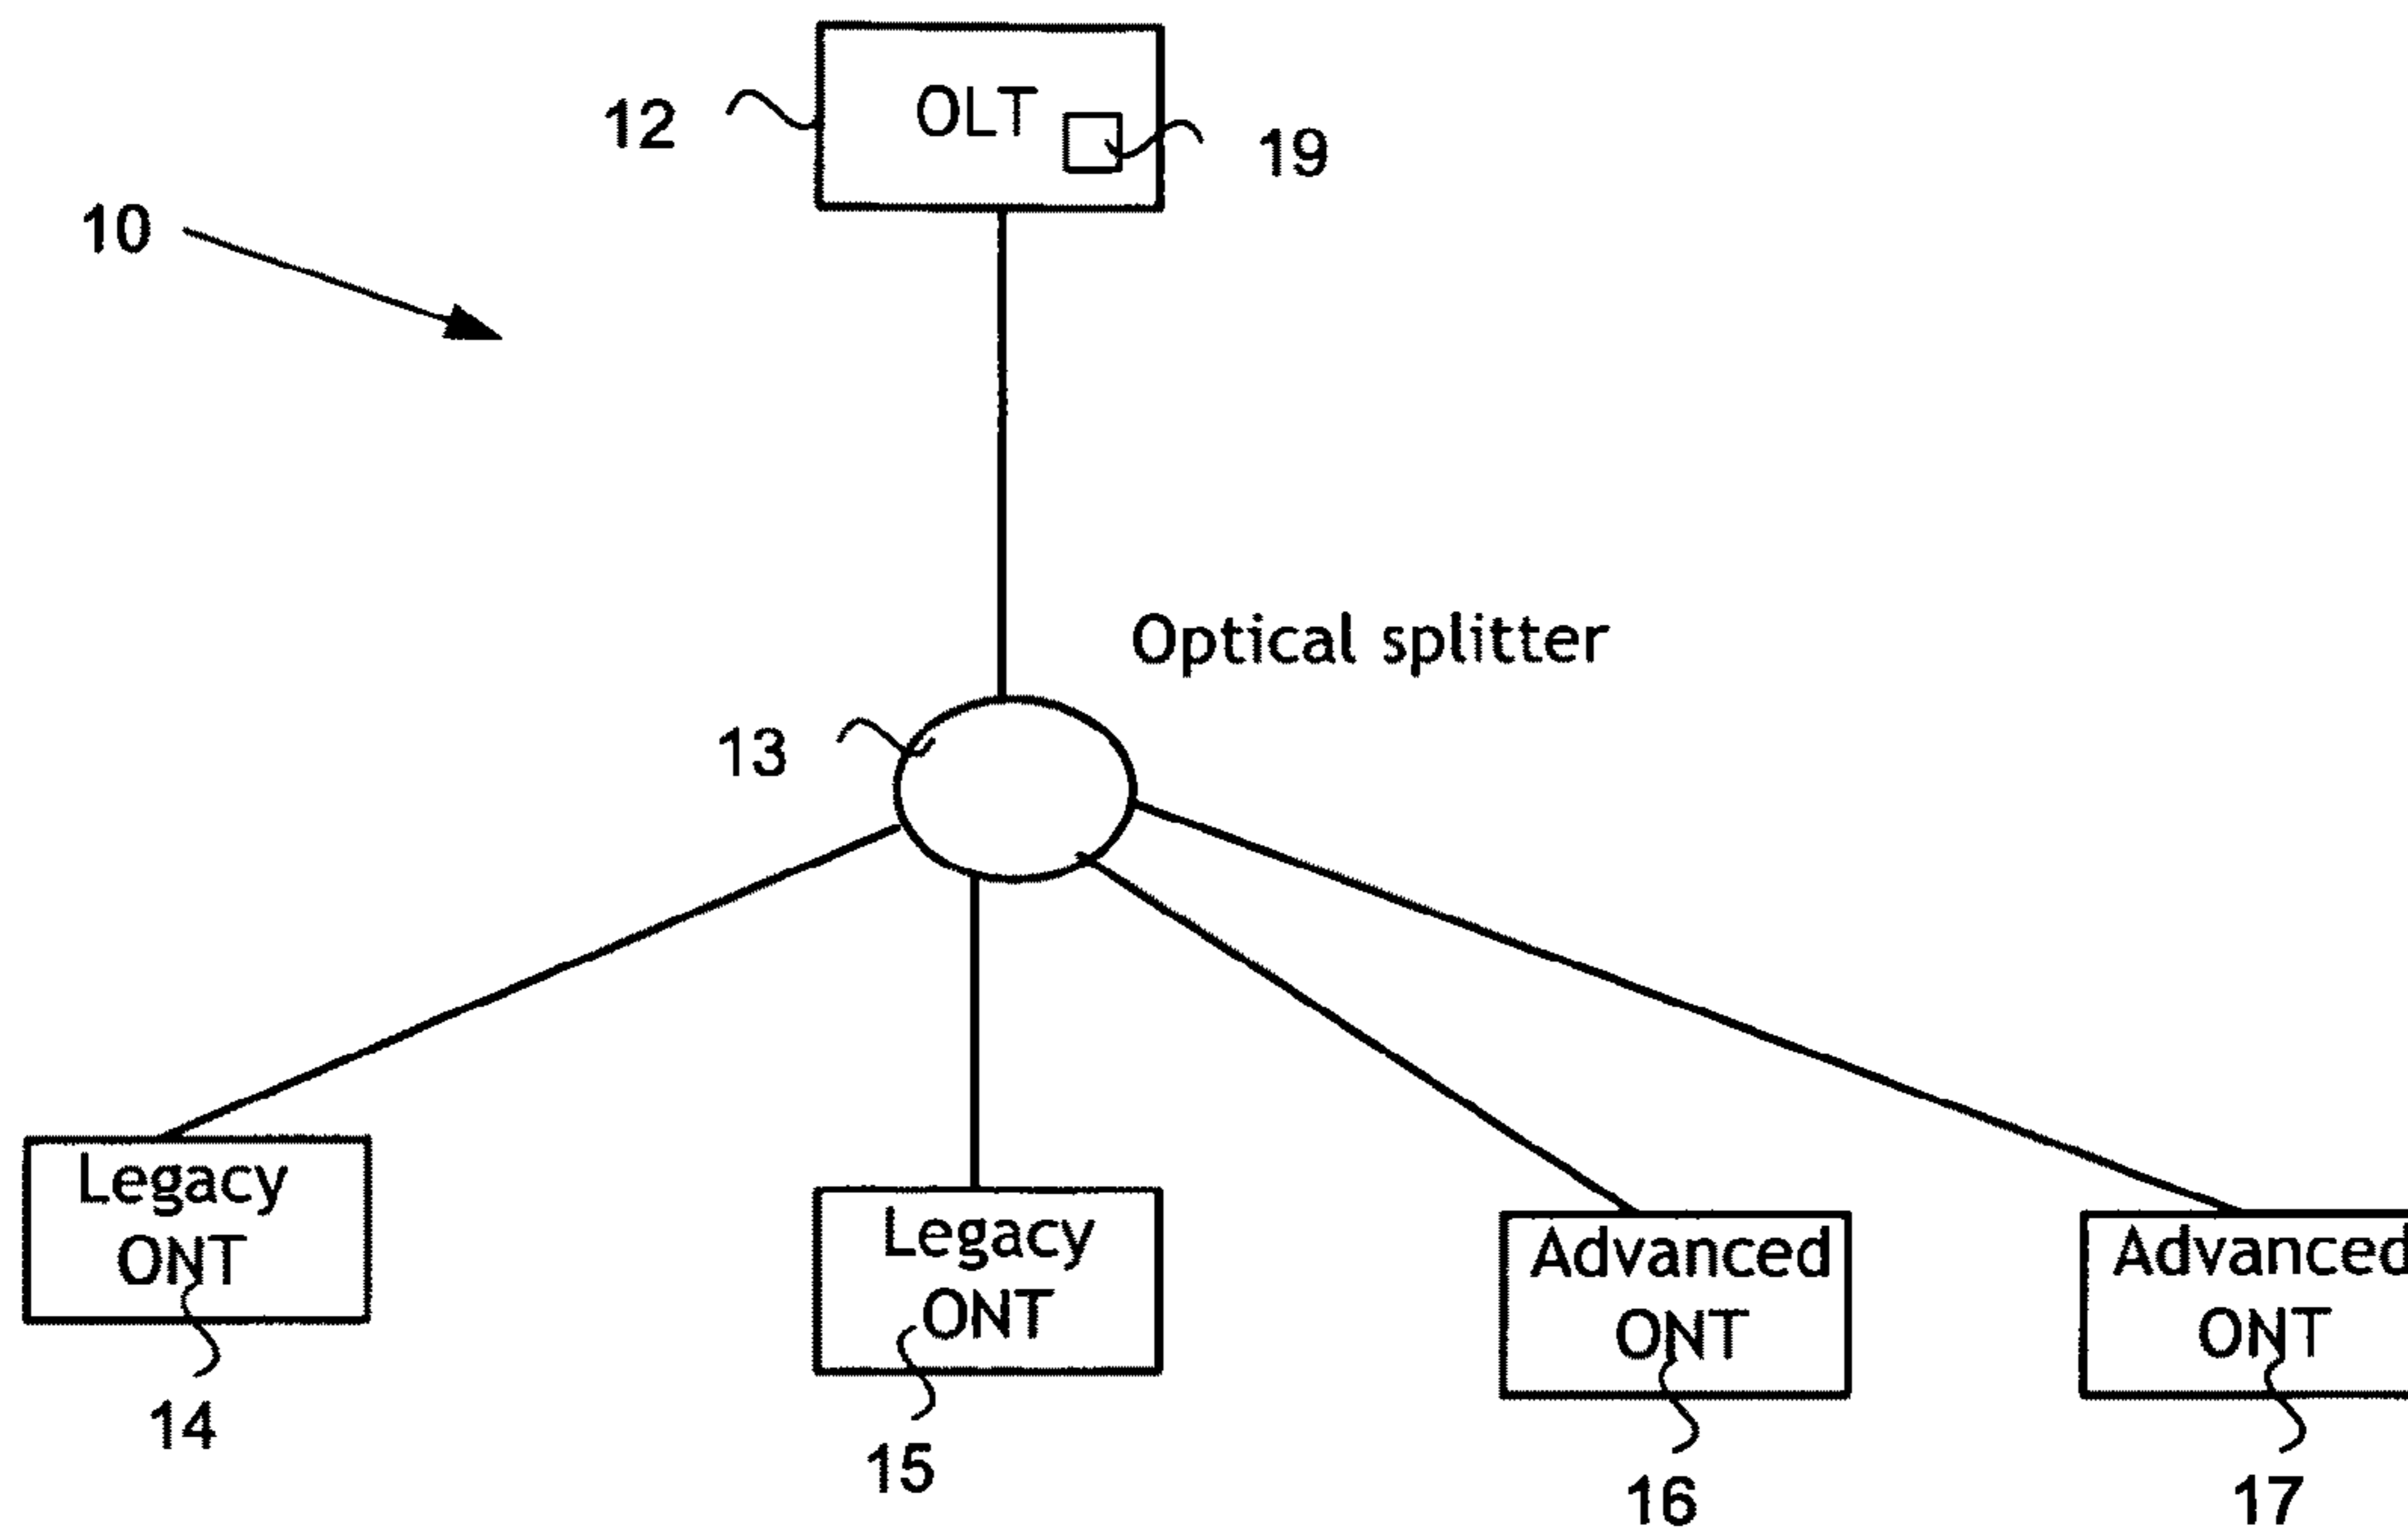 OLT
12
19
10
Optical splitter
13
Legacy
ONT
Legacy
ONT
Advanced
ONT
Advanced
ONT
14
15
16
17